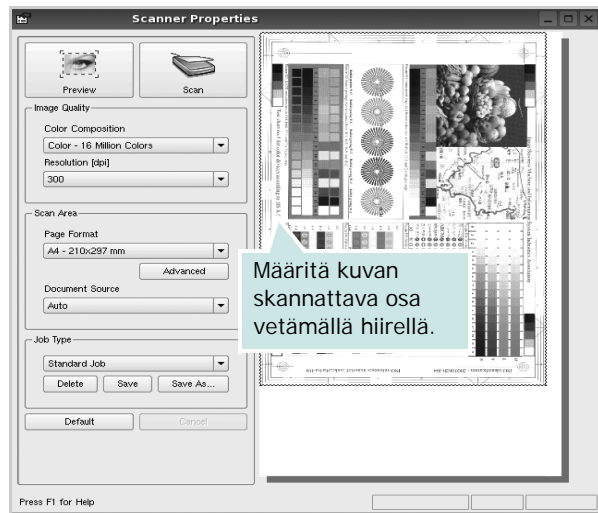 Scanner Properties
Preview
Scan
Image Quality
Color Composition
Color - 16 Million Colors
Resolution [dpi]
300
Scan Area
Page Format
A4 - 210x297 mm
Advanced
Document Source
Auto
Job Type
Standard Job
Delete
Save
Save As...
Default
Cancel
Määritä kuvan
skannattava osa
vetämällä hiirellä.
Press F1 for Help